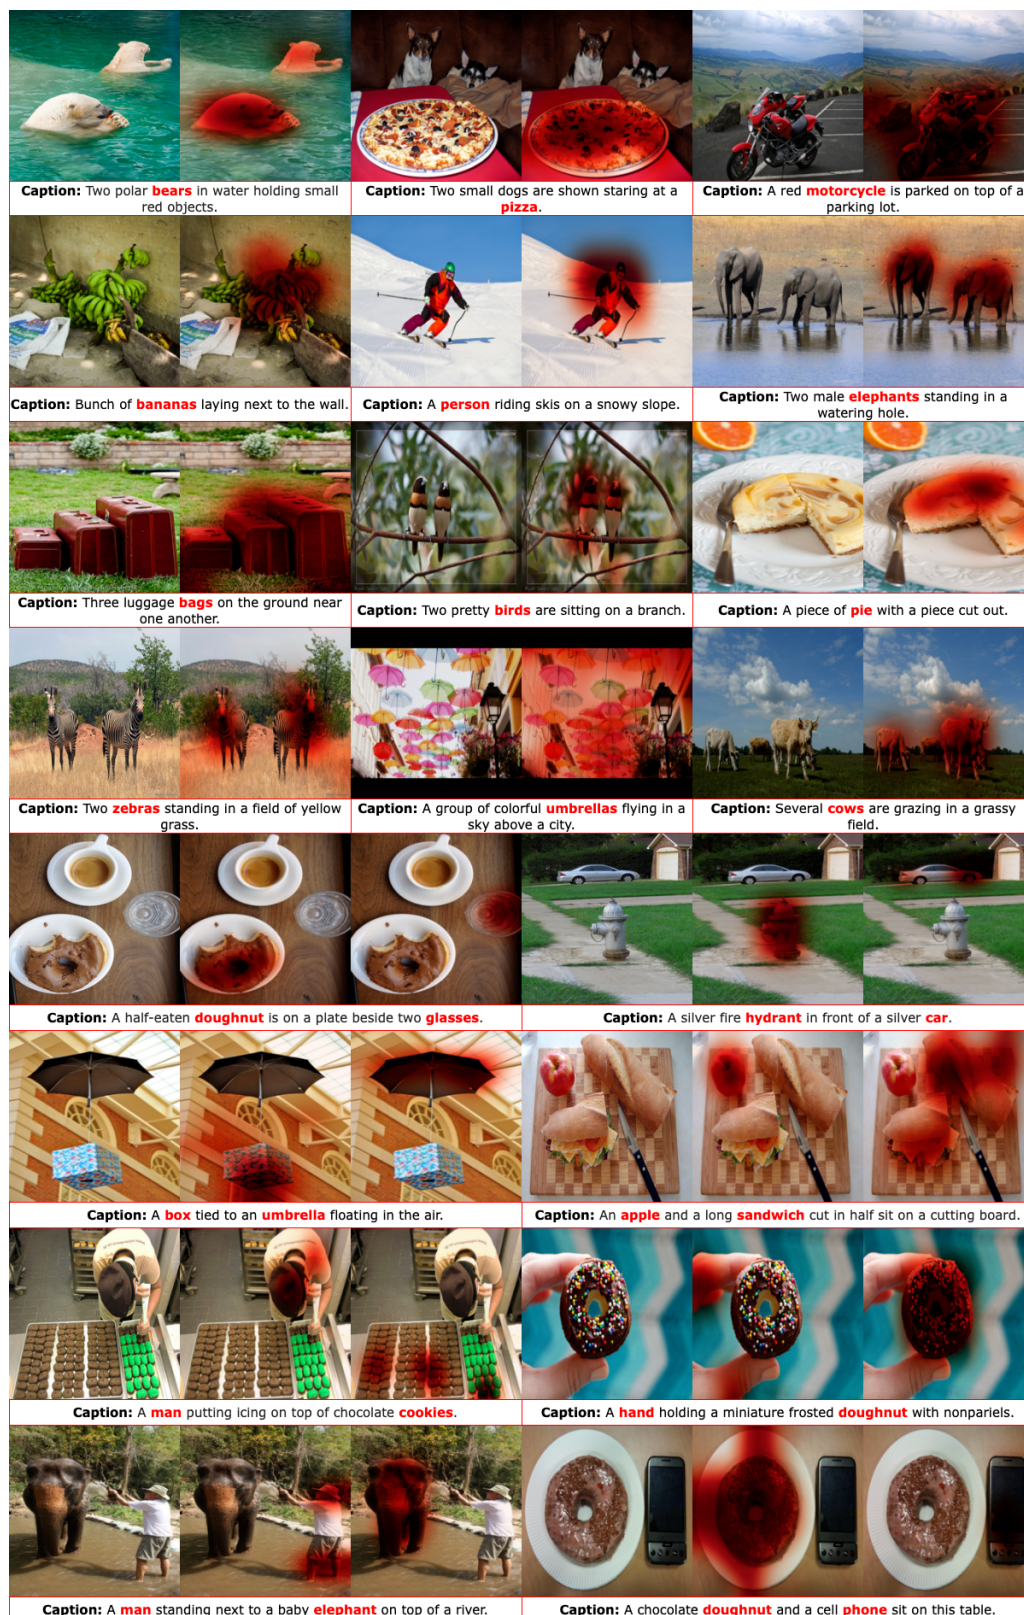 Caption: Two polar bears in water holding small
red objects.
Caption: Two small dogs are shown staring at a
pizza.
Caption: A red motorcycle is parked on top of a
parking lot.
Caption: Bunch of bananas laying next to the wall.
Caption: A person riding skis on a snowy slope.
Caption: Two male elephants standing in a
watering hole.
Caption: Three luggage bags on the ground near
one another.
Caption: Two pretty birds are sitting on a branch.
Caption: A piece of pie with a piece cut out.
Caption: Two zebras standing in a field of yellow
grass.
Caption: A group of colorful umbrellas flying in a
sky above a city.
Caption: Several cows are grazing in a grassy
field.
Caption: A half-eaten doughnut is on a plate beside two glasses.
Caption: A silver fire hydrant in front of a silver car.
Caption: A box tied to an umbrella floating in the air.
Caption: An apple and a long sandwich cut in half sit on a cutting board.
Caption: A man putting icing on top of chocolate cookies.
Caption: A hand holding a miniature frosted doughnut with nonpariels.
Caption: A man standing next to a baby elephant on top of a river.
Caption: A chocolate doughnut and a cell phone sit on this table.